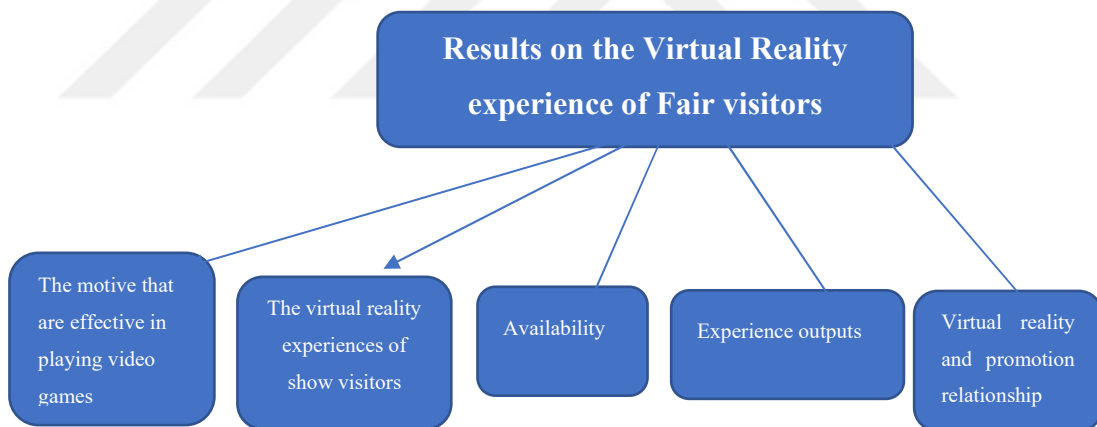 Results on the Virtual Reality
experience of Fair visitors
The motive that
are effective in
playing video
games
The virtual reality
experiences of
show visitors
Availability
Experience outputs
Virtual reality
and promotion
relationship